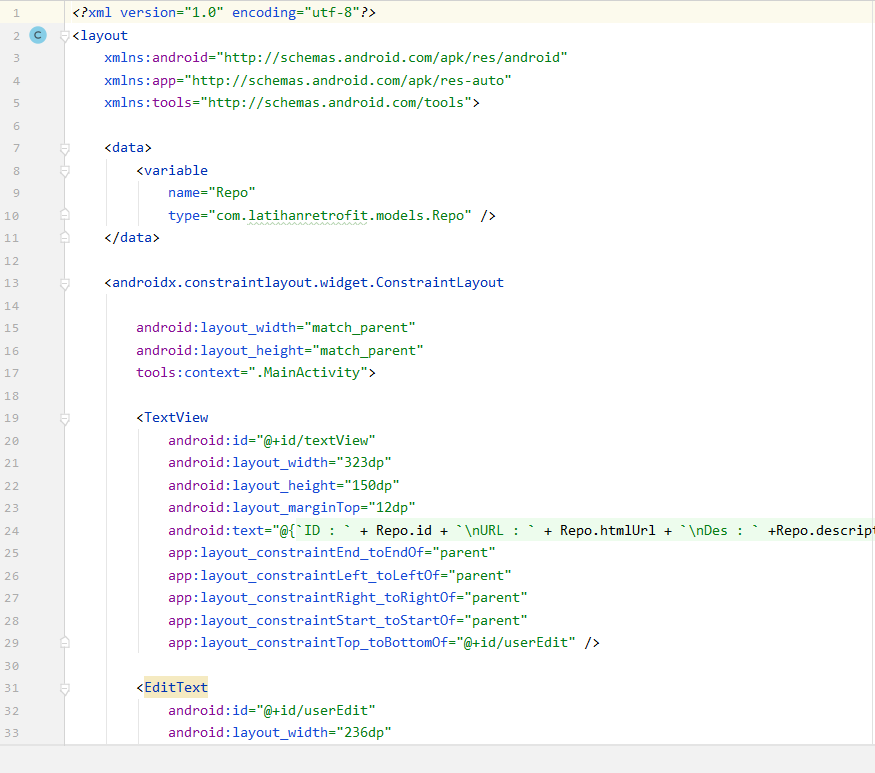 1 <?xml version="1.0" encoding="utf-8"?>
2 C <layout
3 xmlns:android="http://schemas.android.com/apk/res/android"
4 xmlns:app="http://schemas.android.com/apk/res-auto"
5 xmlns:tools="http://schemas.android.com/tools">
6
7 <data>
8 <variable
9 name="Repo"
10 type="com.latihanretrofit.models.Repo" />
11 </data>
12
13 <androidx.constraintlayout.widget.ConstraintLayout
14
15 android:layout_width="match_parent"
16 android:layout_height="match_parent"
17 tools:context=".MainActivity">
18
19 <TextView
20 android:id="@+id/textView"
21 android:layout_width="323dp"
22 android:layout_height="150dp"
23 android:layout_marginTop="12dp"
24 android:text="@{`ID : ` + Repo.id + `\nURL : ` + Repo.htmlUrl + `\nDes : ` +Repo.descript
25 app:layout_constraintEnd_toEndOf="parent"
26 app:layout_constraintLeft_toLeftOf="parent"
27 app:layout_constraintRight_toRightOf="parent"
28 app:layout_constraintStart_toStartOf="parent"
29 app:layout_constraintTop_toBottomOf="@+id/userEdit" />
30
31 <EditText
32 android:id="@+id/userEdit"
33 android:layout_width="236dp"